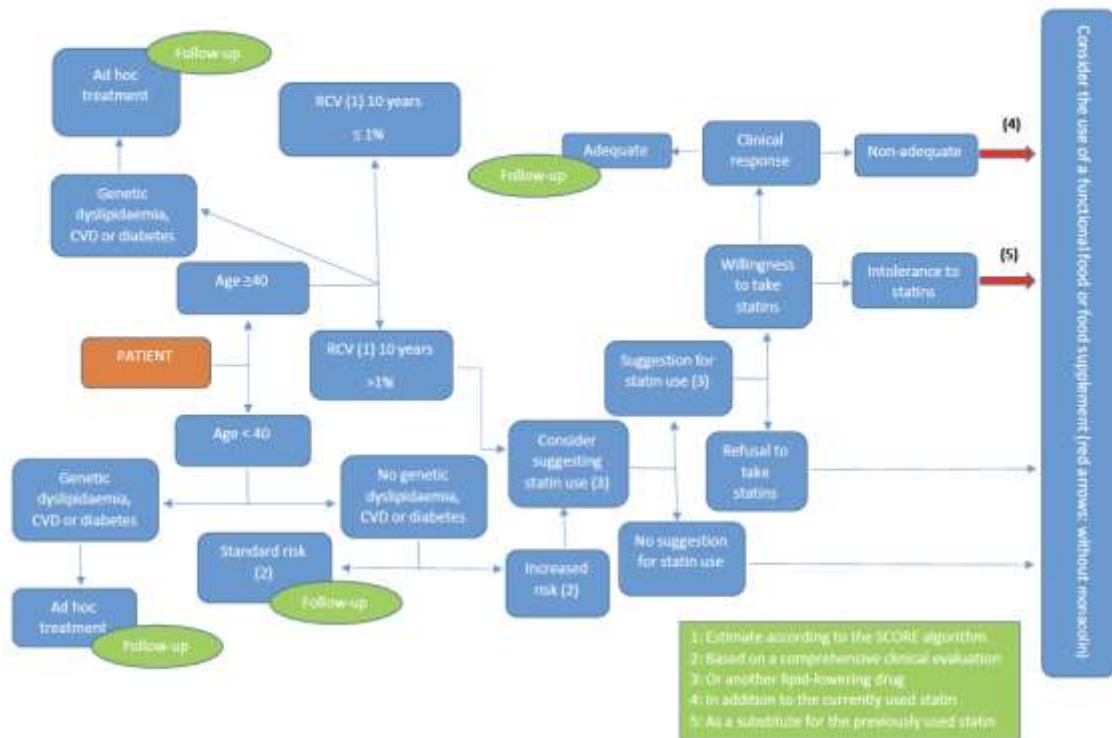 Follow-up
Ad hoc
treatment
RCV (1) 10 years
≤ 1%
Adequate
Follow-up
Clinical
response
Non-adequate
(4)
Genetic
dyslipidaemia,
CVD or diabetes
Age ≥40
Willingness
to take
statins
Intolerance to
statins
(5)
PATIENT
RCV (1) 10 years
>1%
Suggestion for
statin use (3)
Age < 40
Consider
suggesting
statin use (3)
Refusal to
take
statins
Genetic
dyslipidaemia,
CVD or diabetes
No genetic
dyslipidaemia,
CVD or diabetes
Standard risk
(2)
Follow-up
Increased
risk (2)
No suggestion
for statin use
Ad hoc
treatment
Follow-up
1: Estimate according to the SCORE algorithm
2: Based on a comprehensive clinical evaluation
3: Or another lipid-lowering drug
4: In addition to the currently used statin
5: As a substitute for the previously used statin
Consider the use of a functional food or food supplement (red arrows: without monacolin)